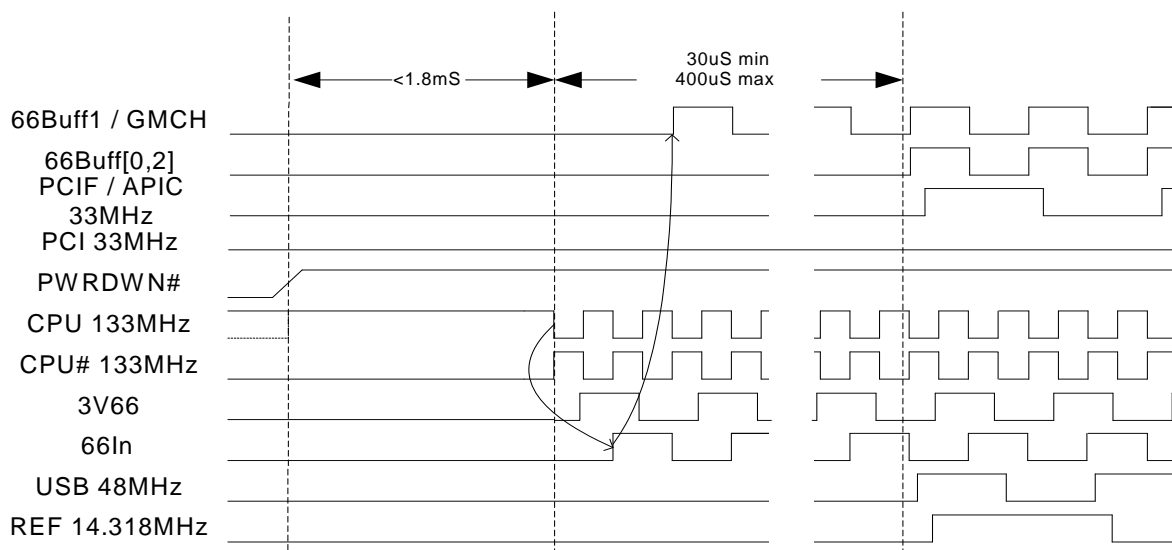 <1.8mS
30uS min
400uS max
66Buff1 / GMCH
66Buff[0,2]
PCIF / APIC
33MHz
PCI 33MHz
PWRDWN#
CPU 133MHz
CPU# 133MHz
3V66
66In
USB 48MHz
REF 14.318MHz